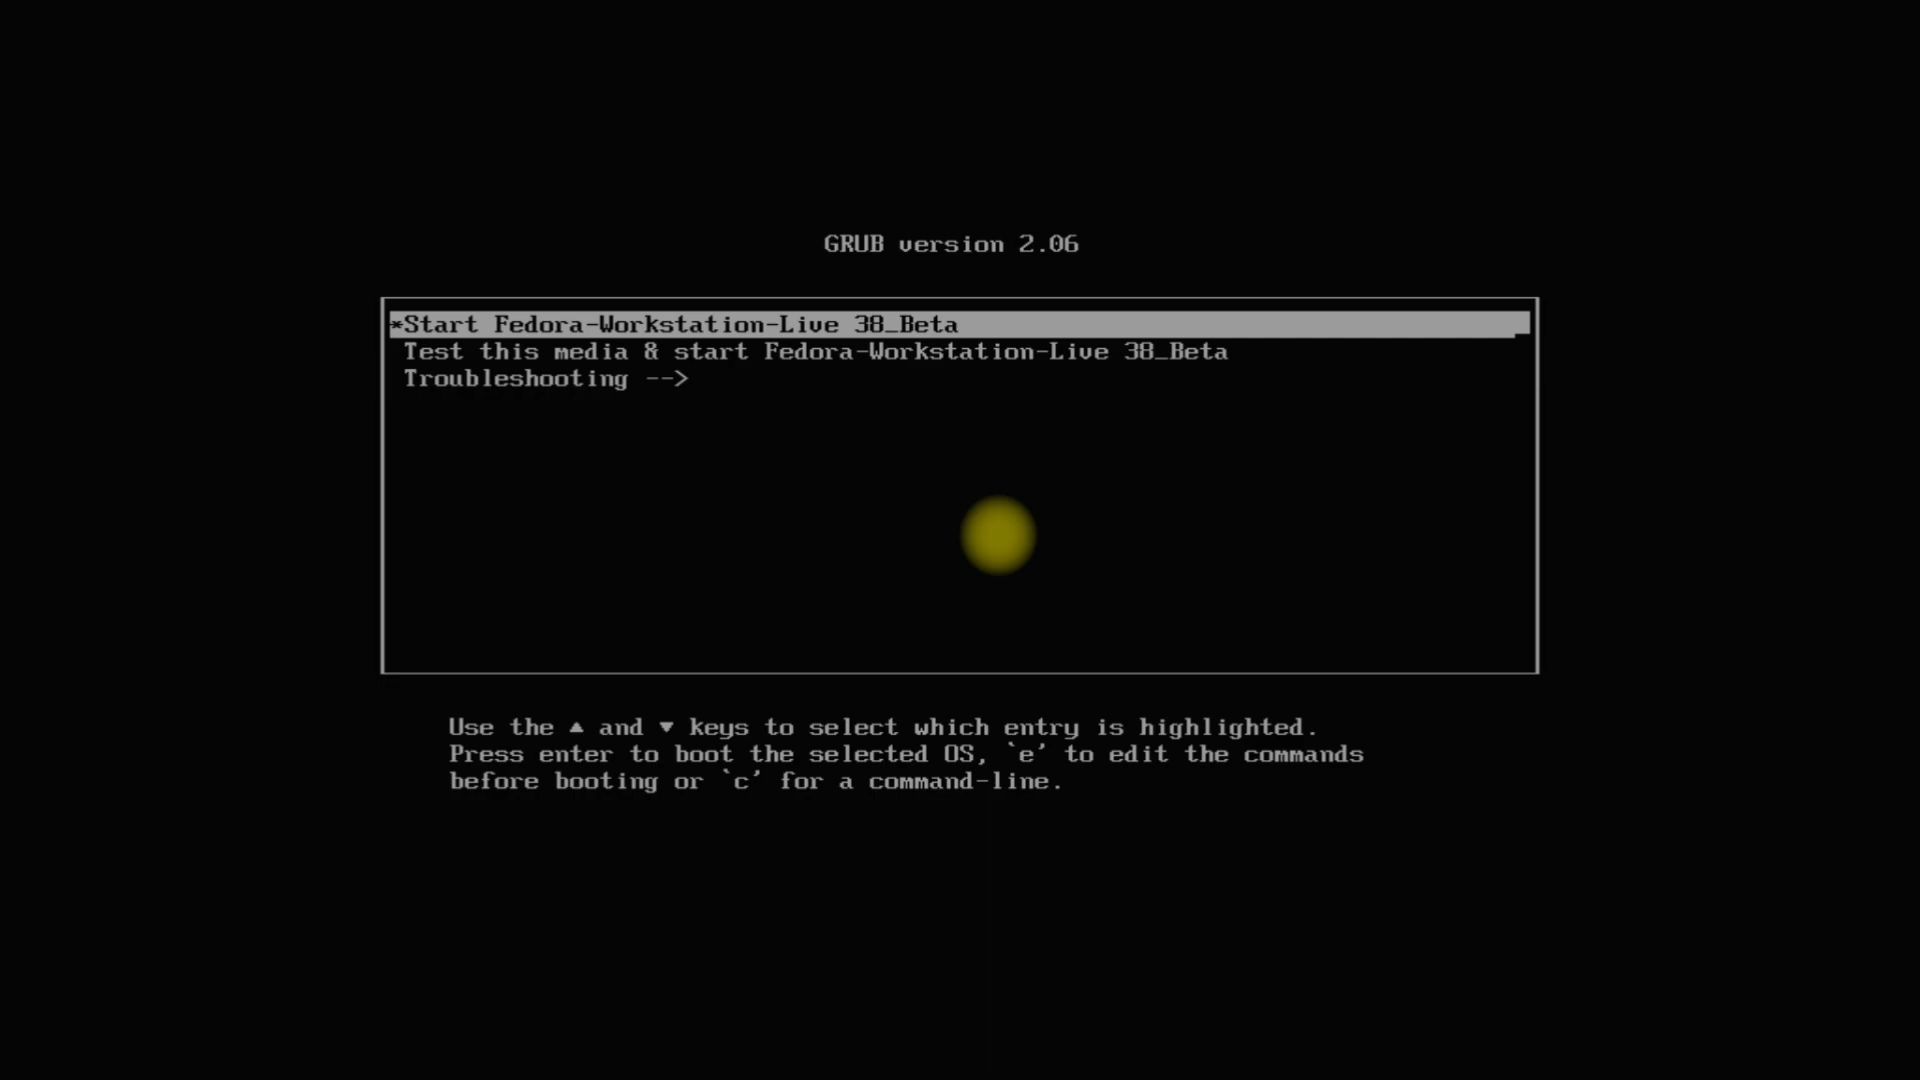 GRUB version 2.06
*Start Fedora-Workstation-Live 38_Beta
Test this media & start Fedora-Workstation-Live 38_Beta
Troubleshooting -->
Use the ▲ and ▼ keys to select which entry is highlighted.
Press enter to boot the selected OS, `e' to edit the commands
before booting or `c' for a command-line.